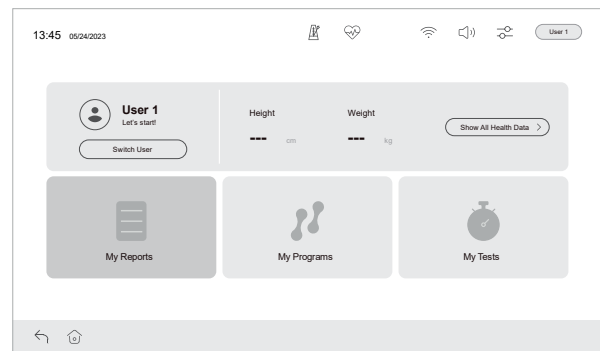 13:45 05/24/2023
User 1
User 1
Let's start!
Switch User
Height
--- cm
Weight
--- kg
Show All Health Data
My Reports
My Programs
My Tests